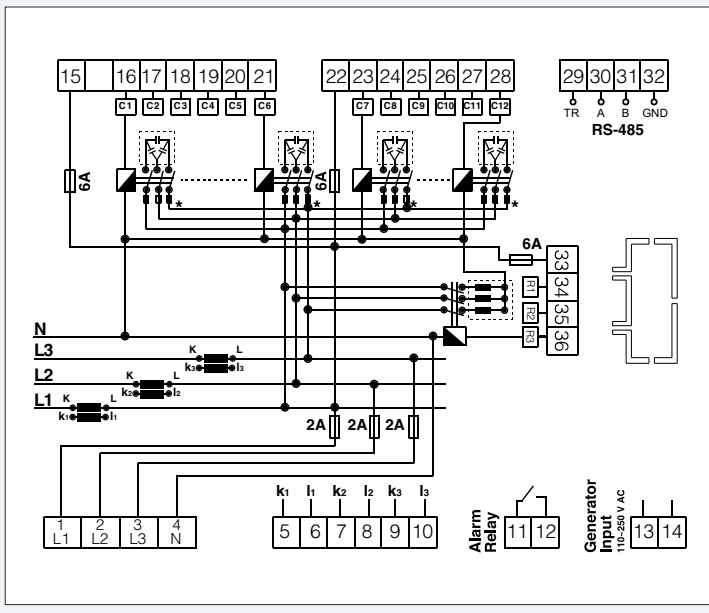 15 16 17 18 19 20 21 22 23 24 25 26 27 28 29 30 31 32
C1 C2 C3 C4 C5 C6 C7 C8 C9 C10 C11 C12
TR A B GND
RS-485
6A 6A
* *
6A
33
34
35
36
R1
R2
R3
N
L3
K L
k3 l3
L2
K L
k2 l2
L1
K L
k1 l1
2A 2A 2A
k1 l1 k2 l2 k3 l3
1 2 3 4
L1 L2 L3 N
5 6 7 8 9 10
Alarm
Relay
11 12
Generator
Input
110-250 V AC
13 14